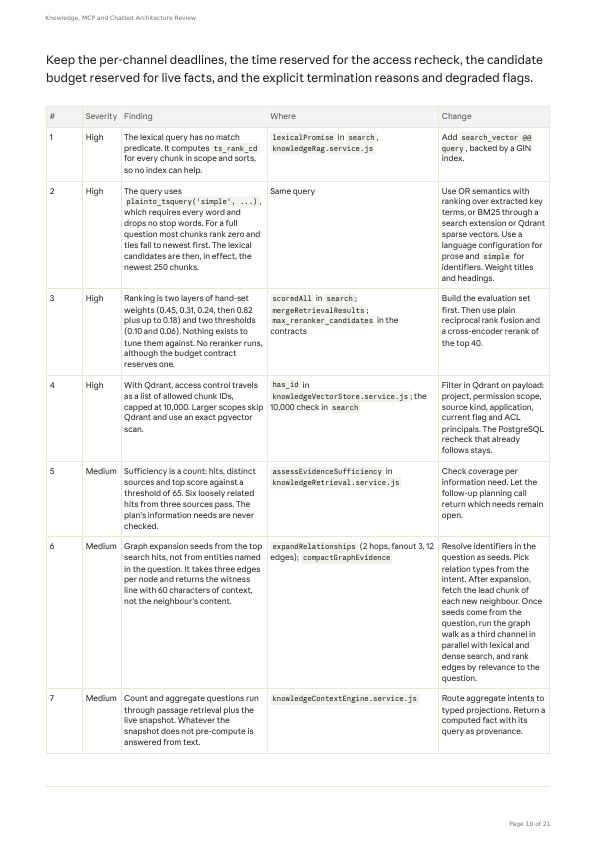 Knowledge, MCP and Chatbot Architecture Review
Keep the per-channel deadlines, the time reserved for the access recheck, the candidate
budget reserved for live facts, and the explicit termination reasons and degraded flags.
# Severity Finding Where Change
1 High
The lexical query has no match
predicate. It computes ts_rank_cd
for every chunk in scope and sorts,
so no index can help.
lexicalPromise in search,
knowledgeRag.service.js
Add search_vector @@
query, backed by a GIN
index.
2 High
The query uses
plainto_tsquery('simple', ...),
which requires every word and
drops no stop words. For a full
question most chunks rank zero and
ties fall to newest first. The lexical
candidates are then, in effect, the
newest 250 chunks.
Same query
Use OR semantics with
ranking over extracted key
terms, or BM25 through a
search extension or Qdrant
sparse vectors. Use a
language configuration for
prose and simple for
identifiers. Weight titles
and headings.
3 High
Ranking is two layers of hand-set
weights (0.45, 0.31, 0.24, then 0.82
plus up to 0.18) and two thresholds
(0.10 and 0.06). Nothing exists to
tune them against. No reranker runs,
although the budget contract
reserves one.
scoredAll in search;
mergeRetrievalResults;
max_reranker_candidates in the
contracts
Build the evaluation set
first. Then use plain
reciprocal rank fusion and
a cross-encoder rerank of
the top 40.
4 High
With Qdrant, access control travels
as a list of allowed chunk IDs,
capped at 10,000. Larger scopes skip
Qdrant and use an exact pgvector
scan.
has_id in
knowledgeVectorStore.service.js; the
10,000 check in search
Filter in Qdrant on payload:
project, permission scope,
source kind, application,
current flag and ACL
principals. The PostgreSQL
recheck that already
follows stays.
5 Medium
Sufficiency is a count: hits, distinct
sources and top score against a
threshold of 65. Six loosely related
hits from three sources pass. The
plan's information needs are never
checked.
assessEvidenceSufficiency in
knowledgeRetrieval.service.js
Check coverage per
information need. Let the
follow-up planning call
return which needs remain
open.
6 Medium
Graph expansion seeds from the top
search hits, not from entities named
in the question. It takes three edges
per node and returns the witness
line with 60 characters of context,
not the neighbour's content.
expandRelationships (2 hops, fanout 3, 12
edges); compactGraphEvidence
Resolve identifiers in the
question as seeds. Pick
relation types from the
intent. After expansion,
fetch the lead chunk of
each new neighbour. Once
seeds come from the
question, run the graph
walk as a third channel in
parallel with lexical and
dense search, and rank
edges by relevance to the
question.
7 Medium
Count and aggregate questions run
through passage retrieval plus the
live snapshot. Whatever the
snapshot does not pre-compute is
answered from text.
knowledgeContextEngine.service.js
Route aggregate intents to
typed projections. Return a
computed fact with its
query as provenance.
Page 10 of 21